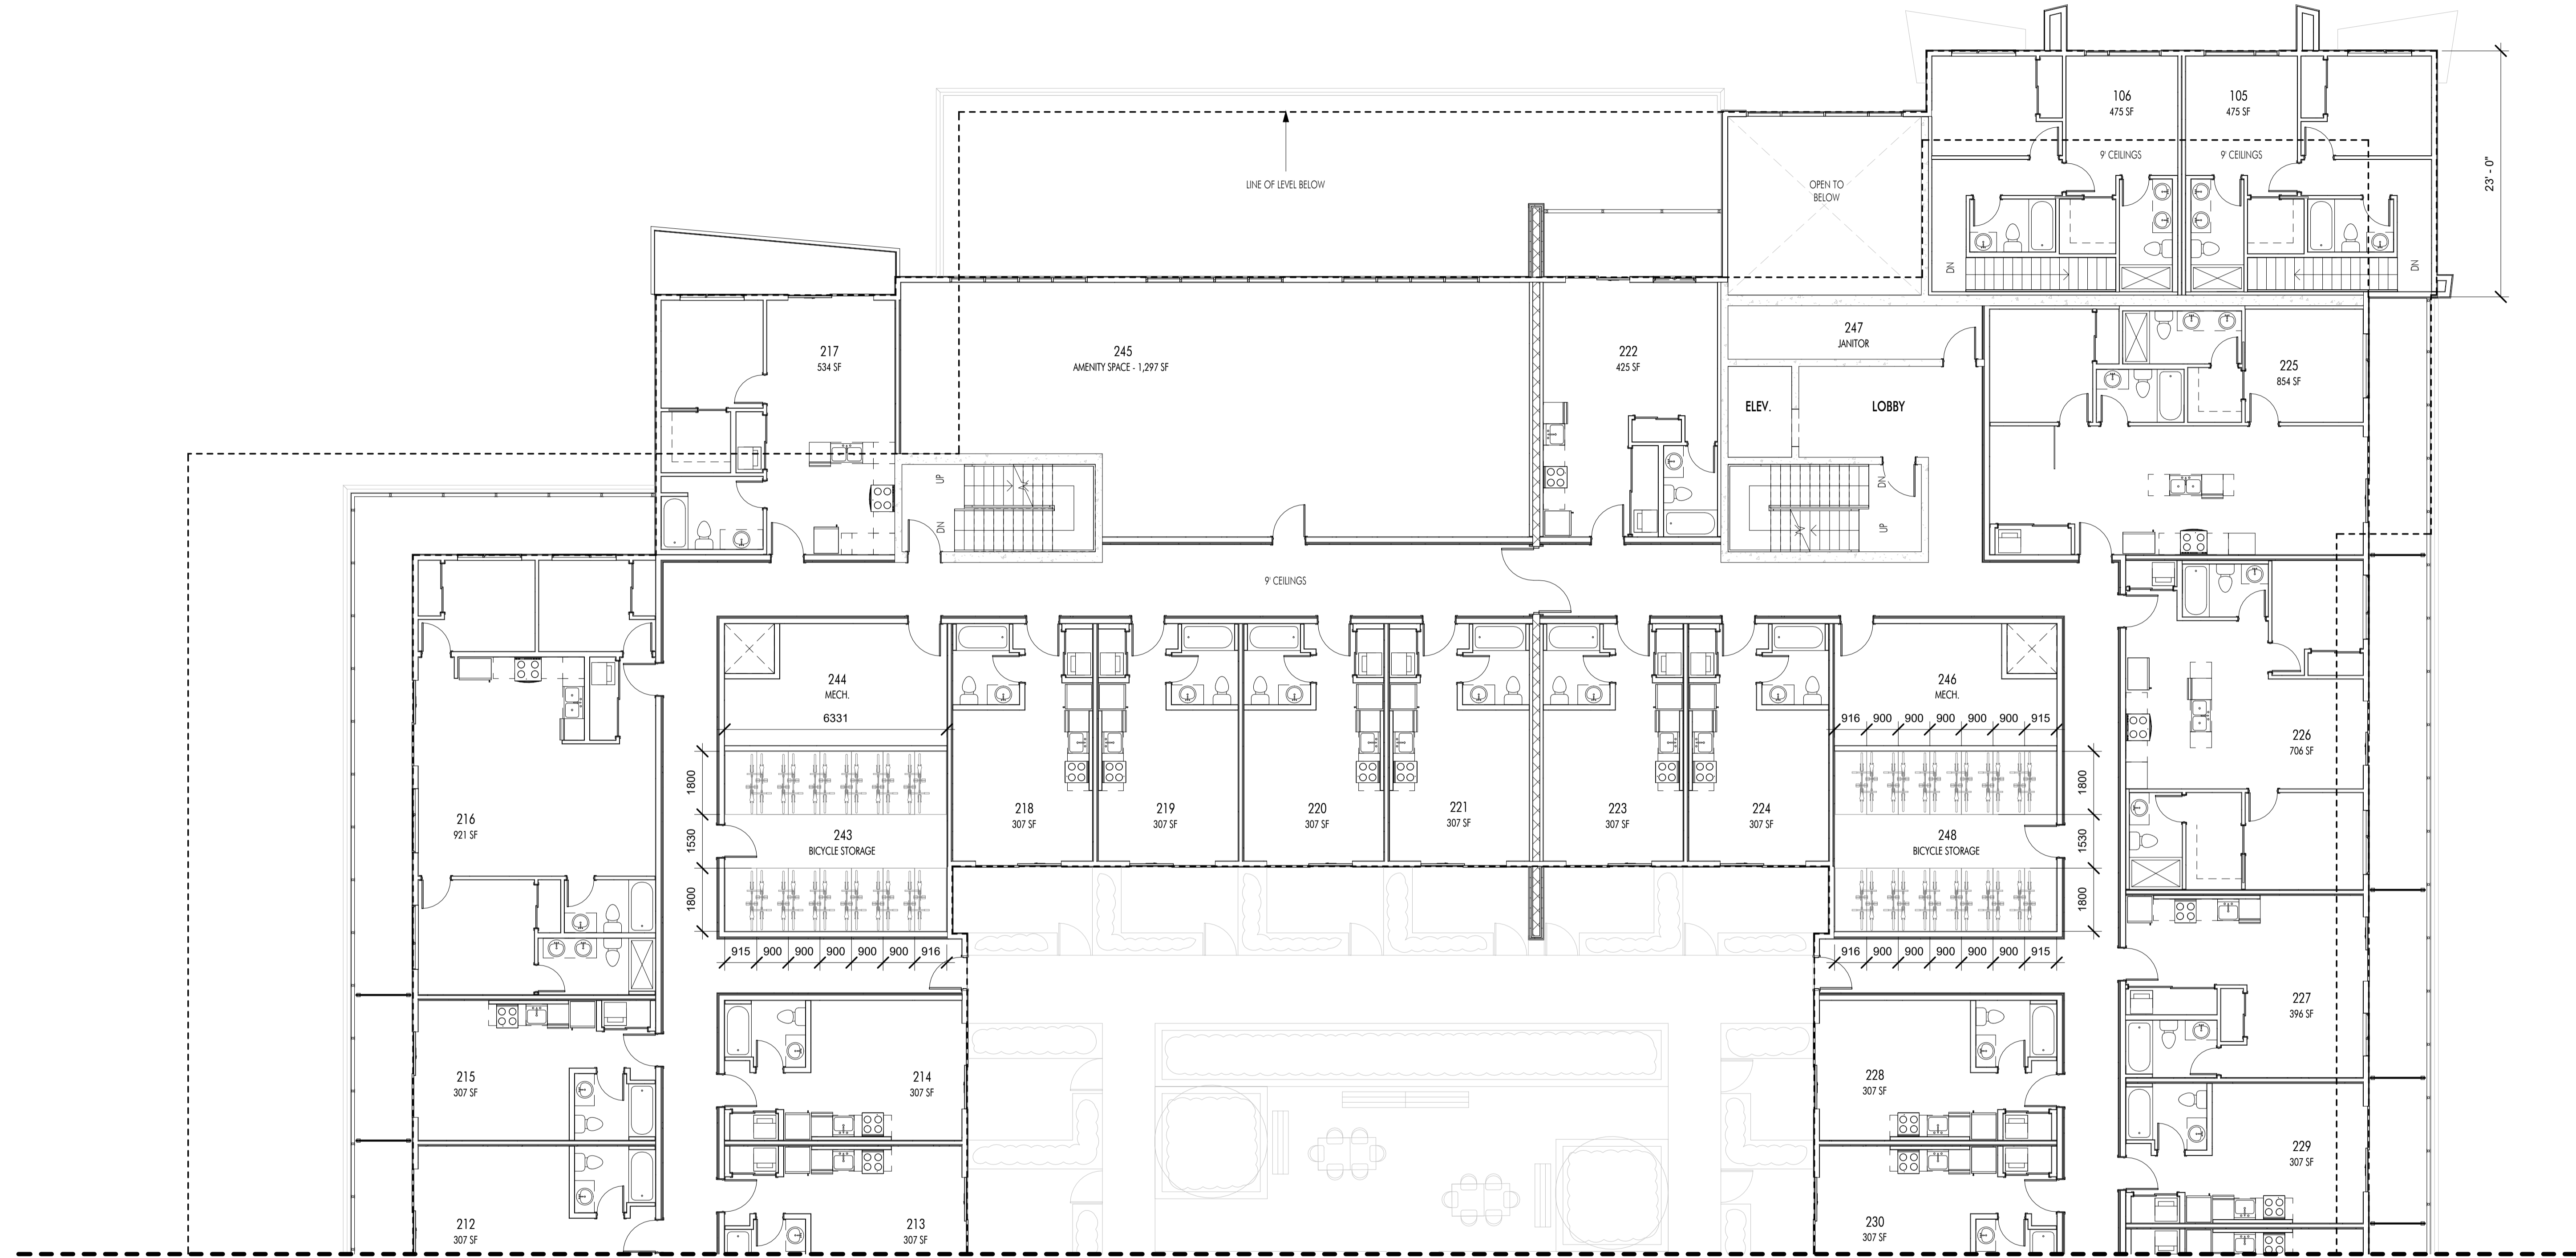 106
475 SF
105
475 SF
9' CEILINGS
9' CEILINGS
23' - 0"
LINE OF LEVEL BELOW
OPEN TO
BELOW
DN
DN
247
JANITOR
217
534 SF
245
AMENITY SPACE - 1,297 SF
222
425 SF
225
854 SF
ELEV.
LOBBY
UP
DN
DN
UP
9' CEILINGS
244
MECH.
6331
246
MECH.
916
900
900
900
900
900
915
226
706 SF
1800
1530
1800
216
921 SF
243
BICYCLE STORAGE
218
307 SF
219
307 SF
220
307 SF
221
307 SF
223
307 SF
224
307 SF
248
BICYCLE STORAGE
1800
1530
1800
915
900
900
900
900
900
916
916
900
900
900
900
900
915
227
396 SF
215
307 SF
214
307 SF
228
307 SF
229
307 SF
212
307 SF
213
307 SF
230
307 SF